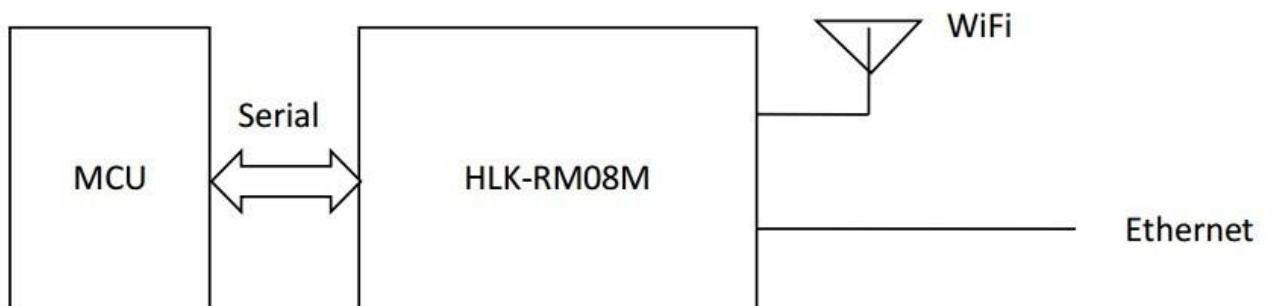 WiFi
Serial
MCU
HLK-RM08M
Ethernet